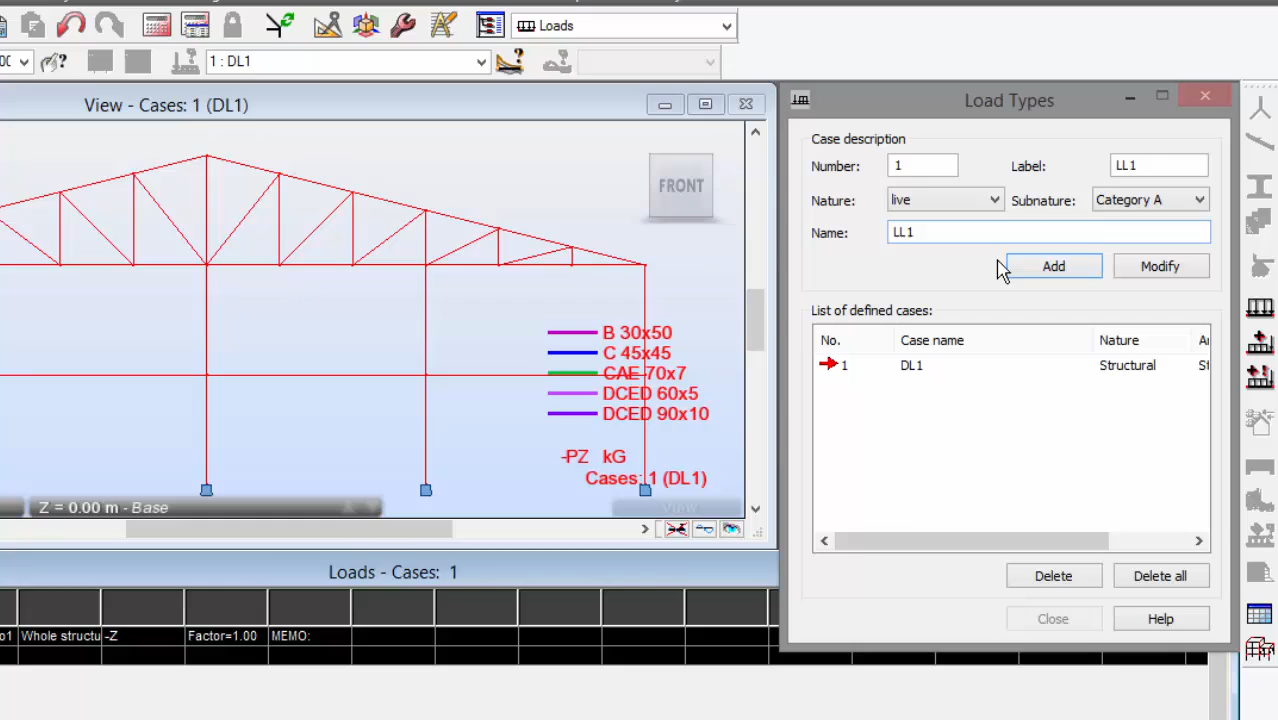 Loads
00
1 : DL1
View - Cases: 1 (DL1)
FRONT
B 30x50
C 45x45
CAE 70x7
DCED 60x5
DCED 90x10
-PZ kG
Cases: 1 (DL1)
Z = 0.00 m - Base
View
Loads - Cases: 1
Whole structu -Z Factor=1.00 MEMO:
Load Types
Case description
Number: 1 Label: LL1
Nature: live Subnature: Category A
Name: LL1
Add Modify
List of defined cases:
No. Case name Nature
1 DL1 Structural St
Delete Delete all
Close Help